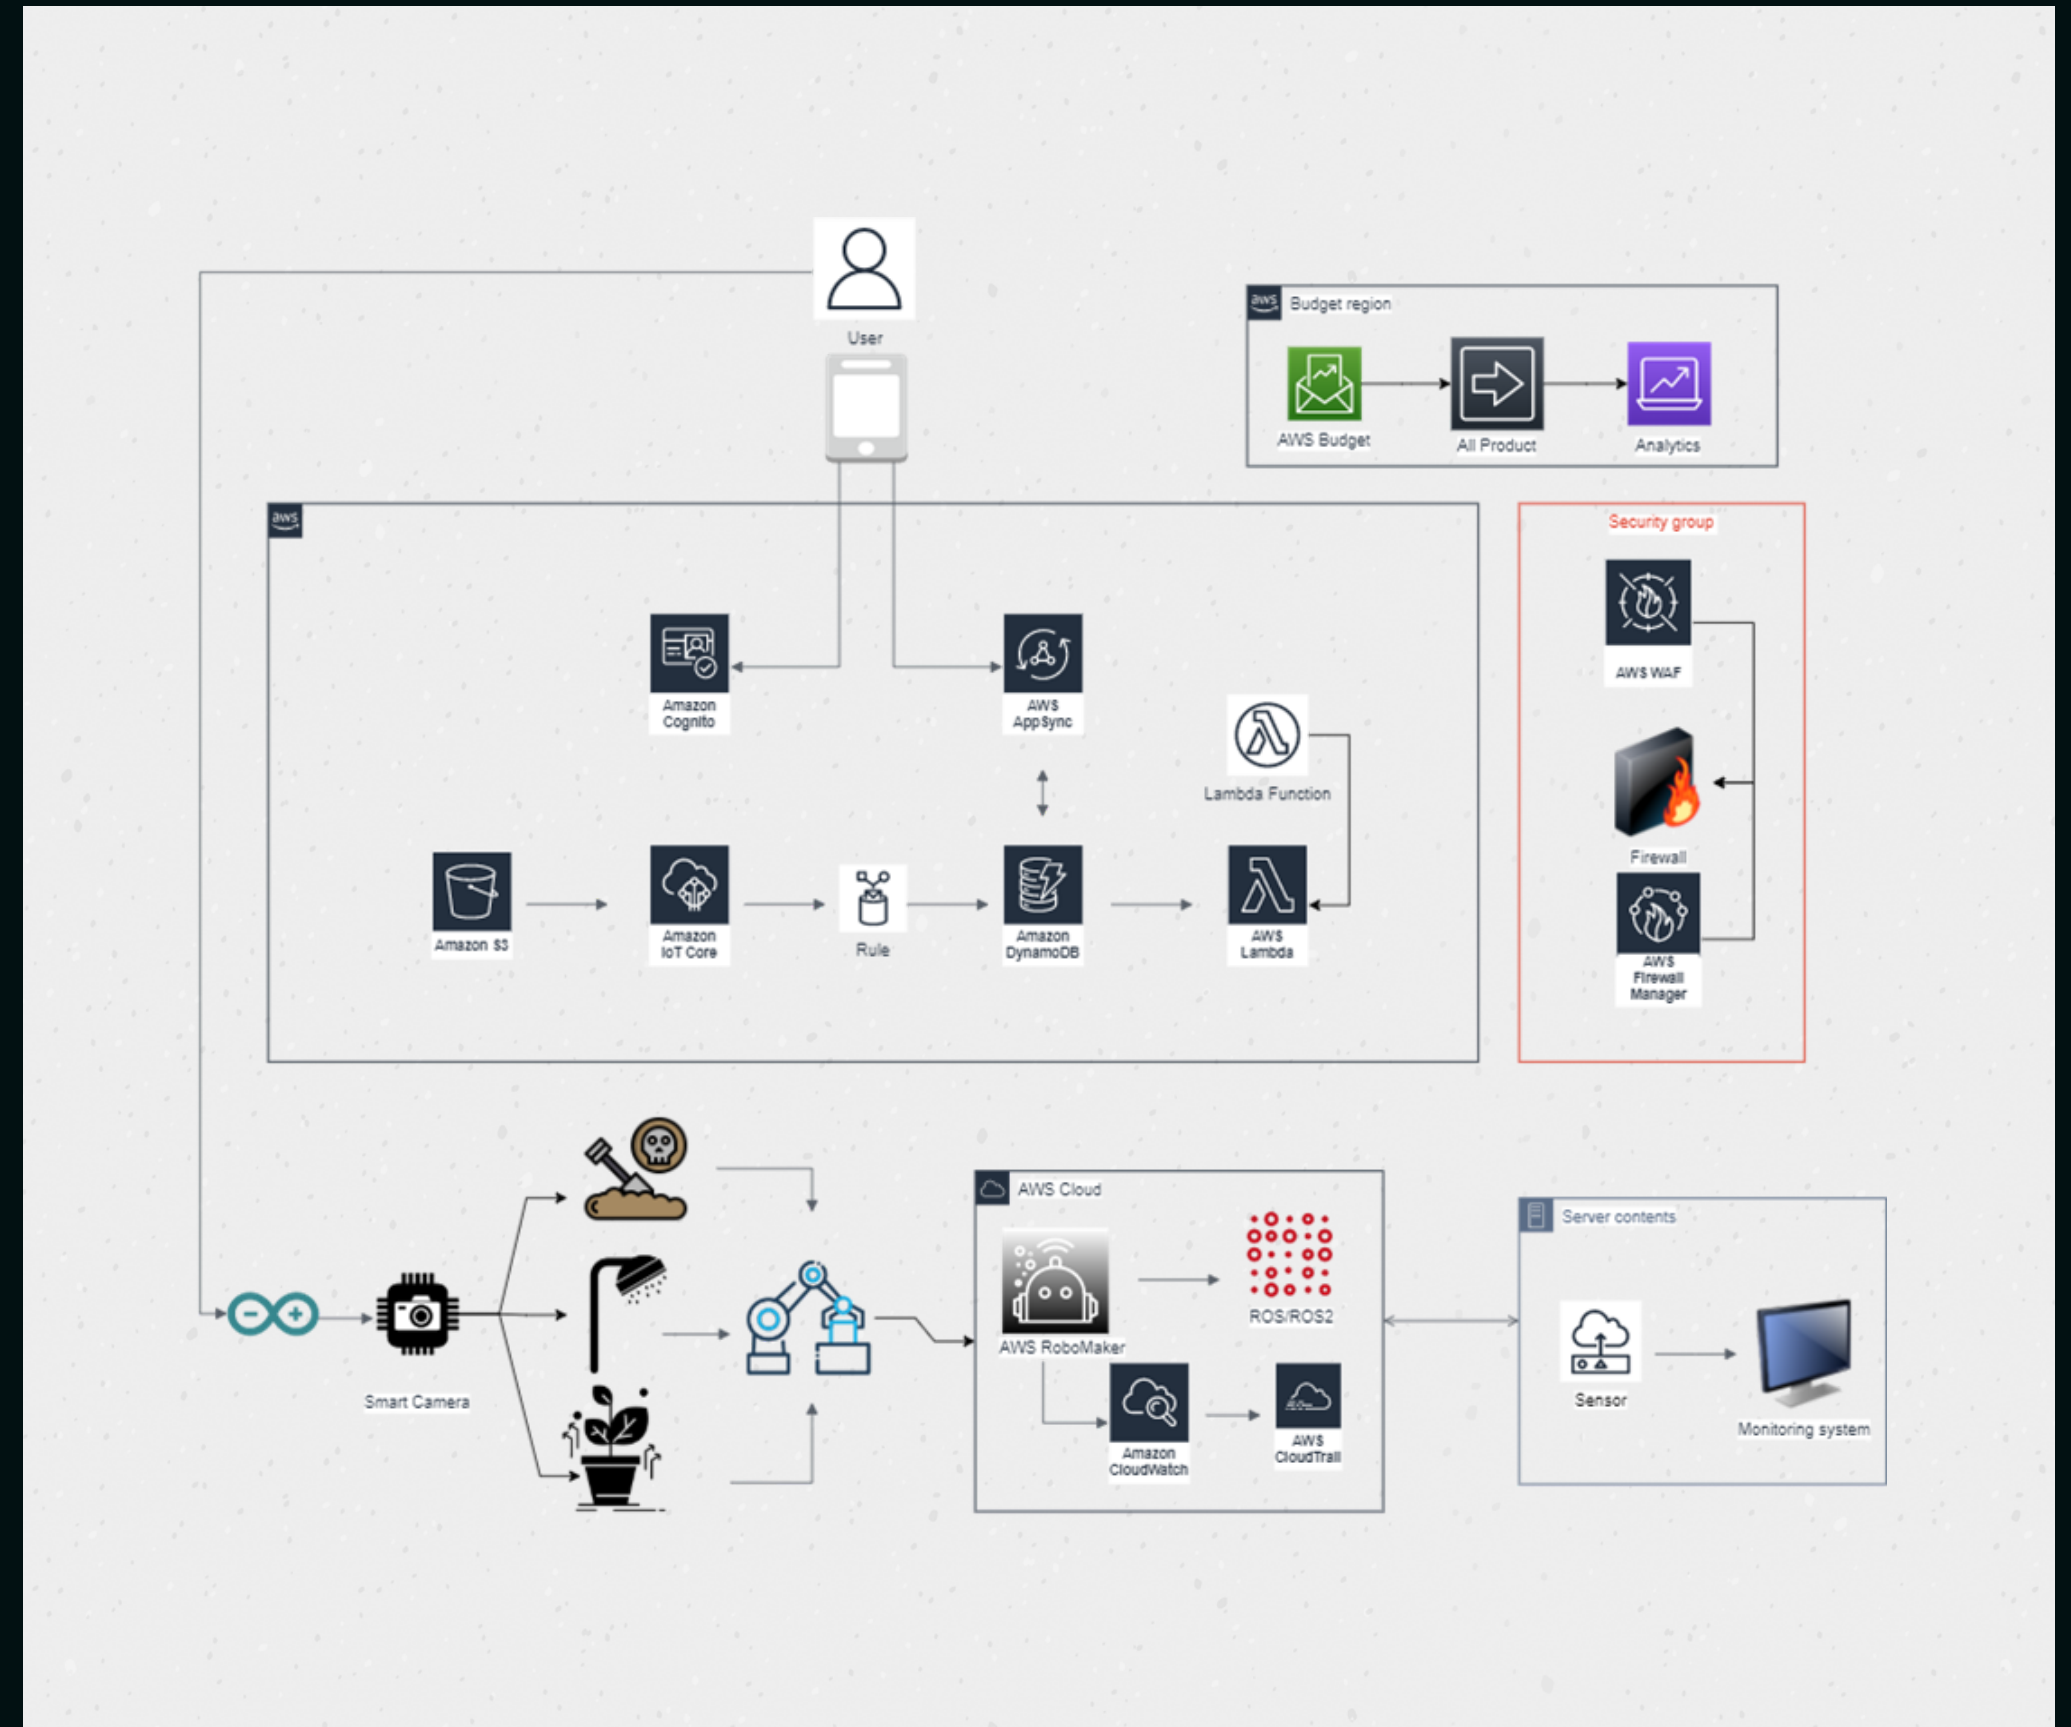 User
aws
Budget region
AWS Budget
All Product
Analytics
aws
Security group
AWS WAF
Amazon
Cognito
AWS
AppSync
Lambda Function
Firewall
Amazon S3
Amazon
IoT Core
Rule
Amazon
DynamoDB
AWS
Lambda
AWS
Firewall
Manager
AWS Cloud
Server contents
ROS/ROS2
AWS RoboMaker
Smart Camera
Sensor
Monitoring system
Amazon
CloudWatch
AWS
CloudTrail